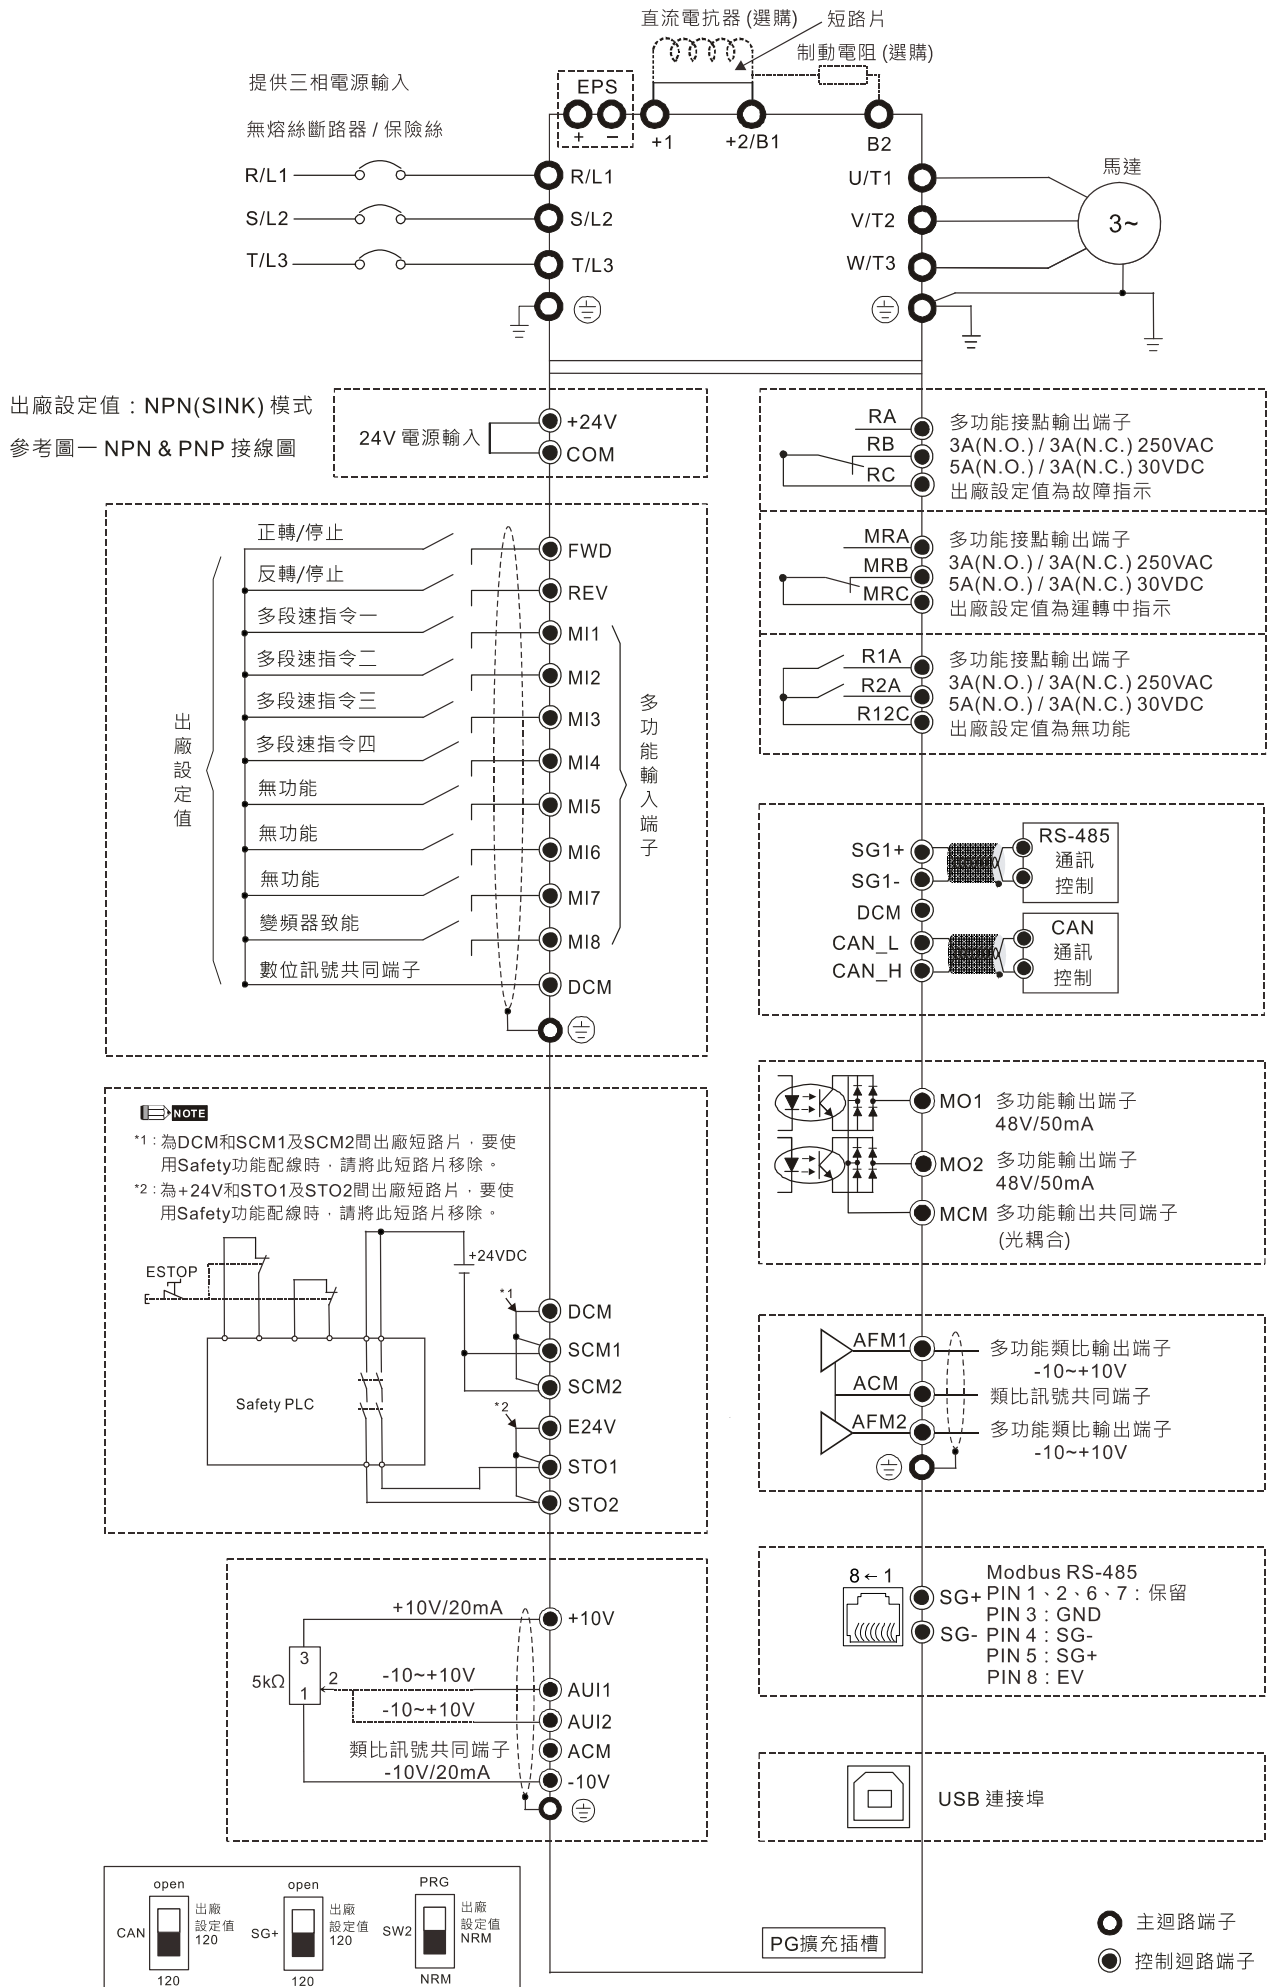 直流電抗器 (選購)
短路片
制動電阻 (選購)
提供三相電源輸入
EPS
+
−
+1
+2/B1
B2
無熔絲斷路器 / 保險絲
R/L1
R/L1
S/L2
S/L2
T/L3
T/L3
U/T1
V/T2
W/T3
馬達
3~
出廠設定值：NPN(SINK) 模式
參考圖一 NPN & PNP 接線圖
24V 電源輸入
+24V
COM
正轉/停止
FWD
反轉/停止
REV
多段速指令一
MI1
多段速指令二
MI2
多段速指令三
MI3
多段速指令四
MI4
無功能
MI5
無功能
MI6
無功能
MI7
變頻器致能
MI8
數位訊號共同端子
DCM
出廠設定值
多功能輸入端子
RA
RB
RC
多功能接點輸出端子
3A(N.O.) / 3A(N.C.) 250VAC
5A(N.O.) / 3A(N.C.) 30VDC
出廠設定值為故障指示
MRA
MRB
MRC
多功能接點輸出端子
3A(N.O.) / 3A(N.C.) 250VAC
5A(N.O.) / 3A(N.C.) 30VDC
出廠設定值為運轉中指示
R1A
R2A
R12C
多功能接點輸出端子
3A(N.O.) / 3A(N.C.) 250VAC
5A(N.O.) / 3A(N.C.) 30VDC
出廠設定值為無功能
SG1+
SG1-
DCM
CAN_L
CAN_H
RS-485
通訊
控制
CAN
通訊
控制
NOTE
*1：為DCM和SCM1及SCM2間出廠短路片，要使
用Safety功能配線時，請將此短路片移除。
*2：為+24V和STO1及STO2間出廠短路片，要使
用Safety功能配線時，請將此短路片移除。
+24VDC
ESTOP
Safety PLC
*1
DCM
SCM1
SCM2
*2
E24V
STO1
STO2
MO1 多功能輸出端子
48V/50mA
MO2 多功能輸出端子
48V/50mA
MCM 多功能輸出共同端子
(光耦合)
AFM1
多功能類比輸出端子
-10~+10V
ACM
類比訊號共同端子
AFM2
多功能類比輸出端子
-10~+10V
+10V/20mA
+10V
5kΩ
3
2
1
-10~+10V
AUI1
-10~+10V
AUI2
類比訊號共同端子
ACM
-10V/20mA
-10V
8←1
SG+
SG-
Modbus RS-485
PIN 1、2、6、7：保留
PIN 3：GND
PIN 4：SG-
PIN 5：SG+
PIN 8：EV
USB 連接埠
open
CAN
出廠
設定值
120
120
open
SG+
出廠
設定值
120
120
PRG
SW2
出廠
設定值
NRM
NRM
PG擴充插槽
主迴路端子
控制迴路端子